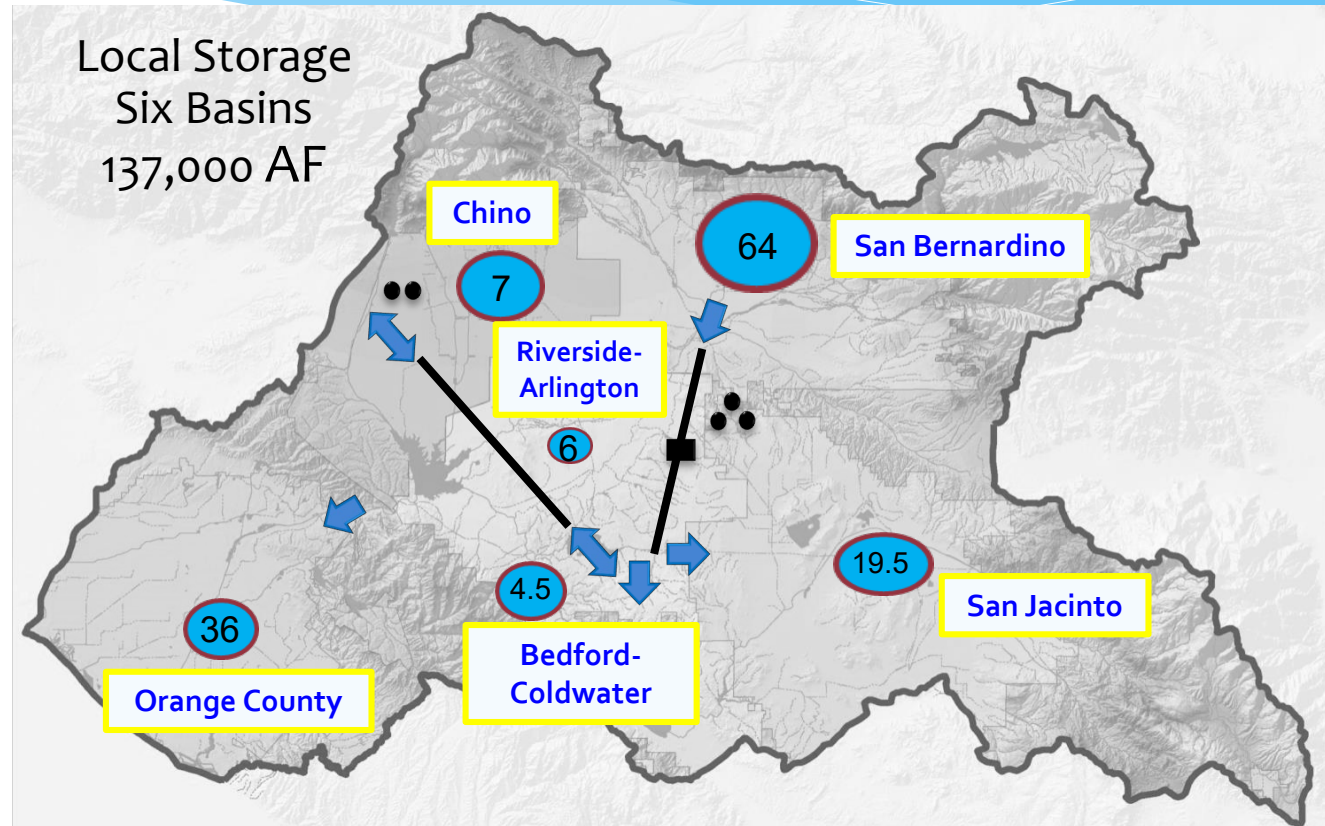 Local Storage
Six Basins
137,000 AF
Chino
7
64
San Bernardino
Riverside-
Arlington
6
19.5
San Jacinto
4.5
Bedford-
Coldwater
36
Orange County